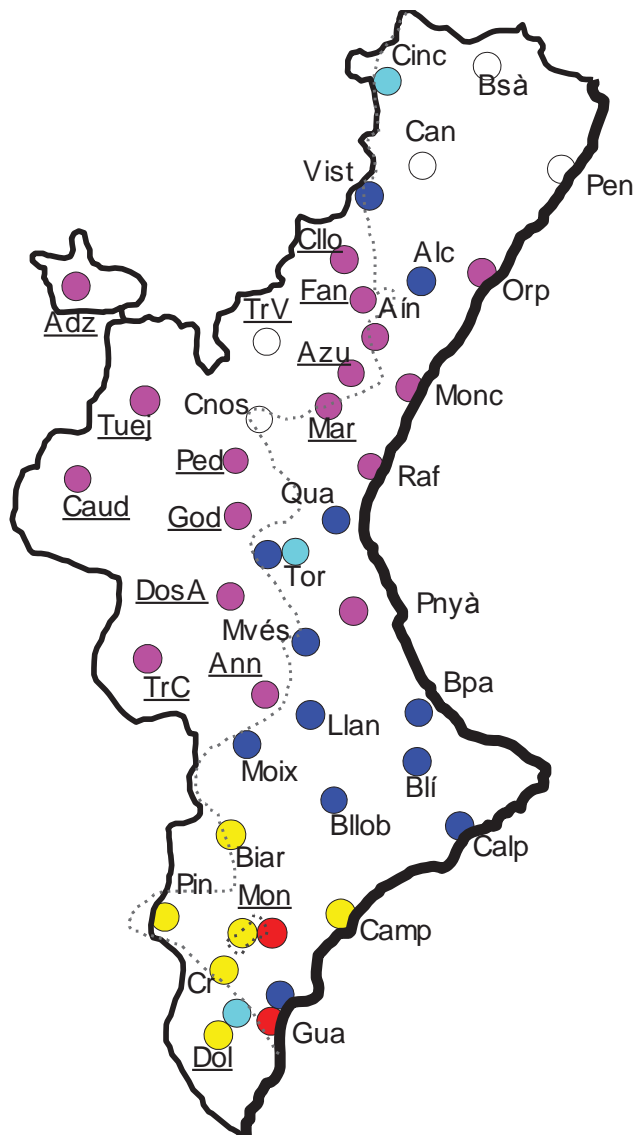 Cinc
Bsà
Can
Vist
Pen
Cllo
Alc
Fan
Orp
Adz
TrV
Aín
Azu
Monc
Tuej
Cnos
Mar
Ped
Raf
Caud
Qua
God
Tor
DosA
Pnyà
Mvés
Ann
TrC
Bpa
Llan
Moix
Blí
Bllob
Calp
Biar
Pin
Mon
Camp
Cr
Gua
Dol